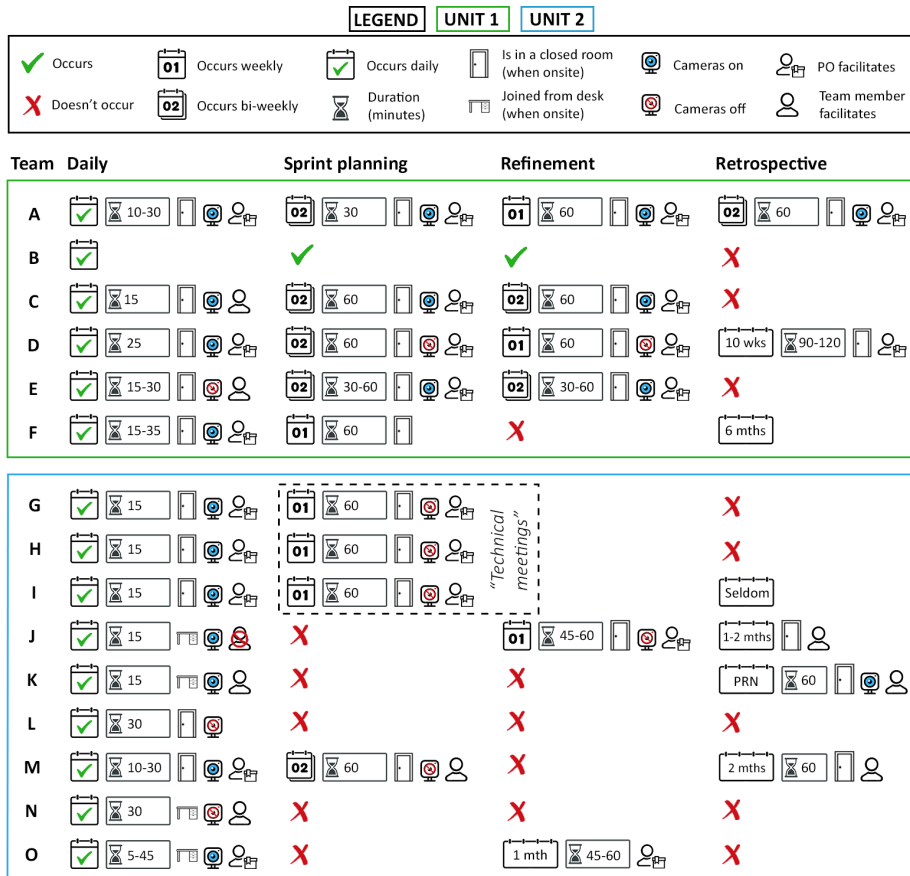 LEGEND UNIT 1 UNIT 2
Occurs
01 Occurs weekly
Occurs daily
Is in a closed room
(when onsite)
Cameras on
PO facilitates
Doesn't occur
02 Occurs bi-weekly
Duration
(minutes)
Joined from desk
(when onsite)
Cameras off
Team member
facilitates
Team Daily Sprint planning Refinement Retrospective
A 10-30 02 30 01 60 02 60
B
C 15 02 60 02 60
D 25 02 60 01 60 10 wks 90-120
E 15-30 02 30-60 02 30-60
F 15-35 01 60 6 mths
G 15 01 60
H 15 01 60
I 15 01 60 Seldom
"Technical
meetings"
J 15 01 45-60 1-2 mths
K 15 PRN 60
L 30
M 10-30 02 60 2 mths 60
N 30
O 5-45 1 mth 45-60